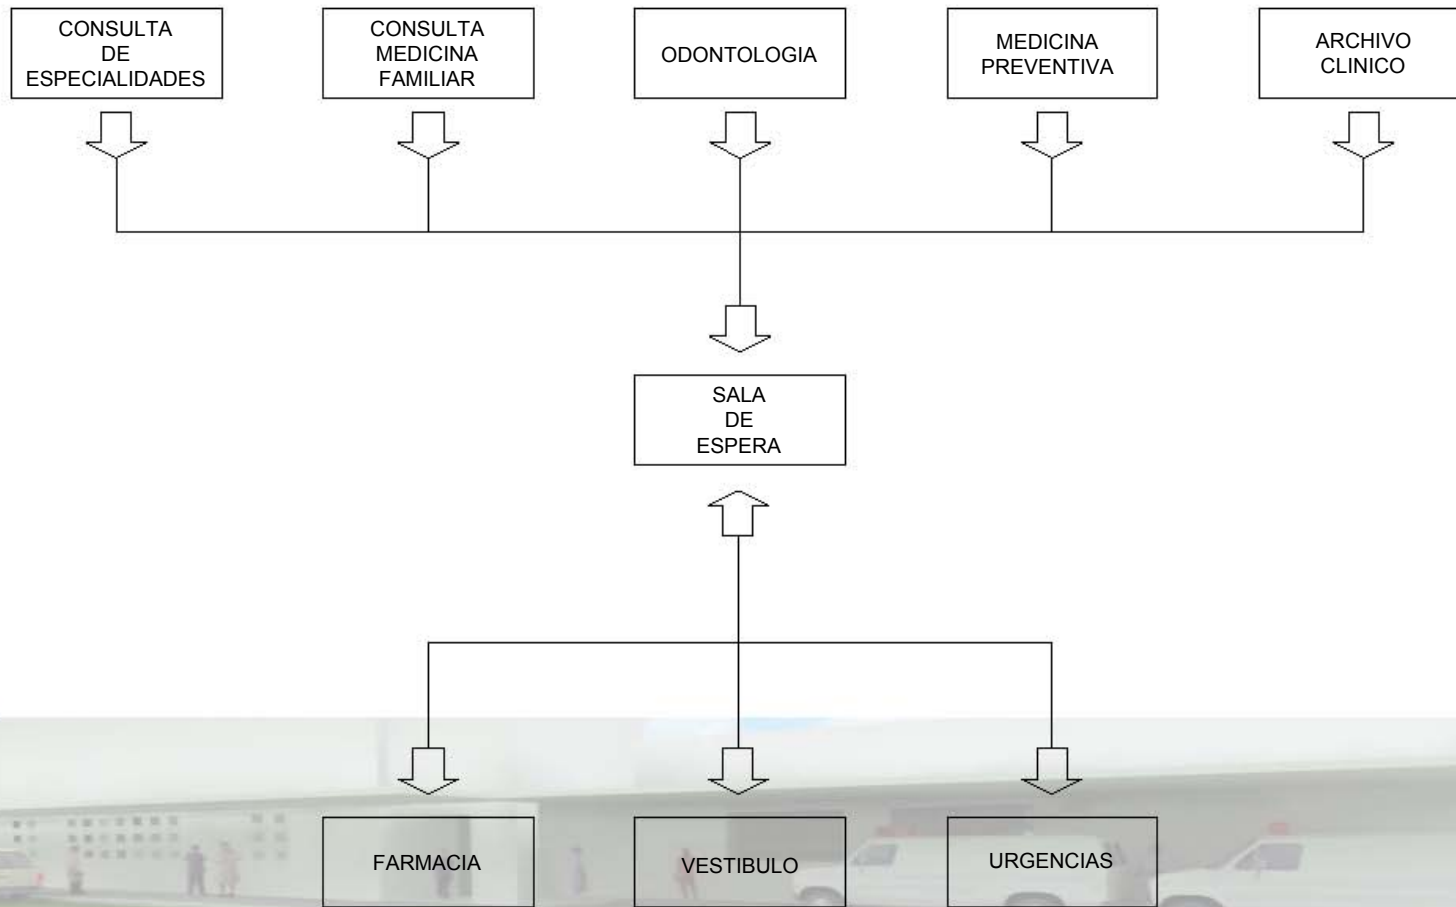 CONSULTA
DE
ESPECIALIDADES
CONSULTA
MEDICINA
FAMILIAR
ODONTOLOGIA
MEDICINA
PREVENTIVA
ARCHIVO
CLINICO
SALA
DE
ESPERA
FARMACIA
VESTIBULO
URGENCIAS